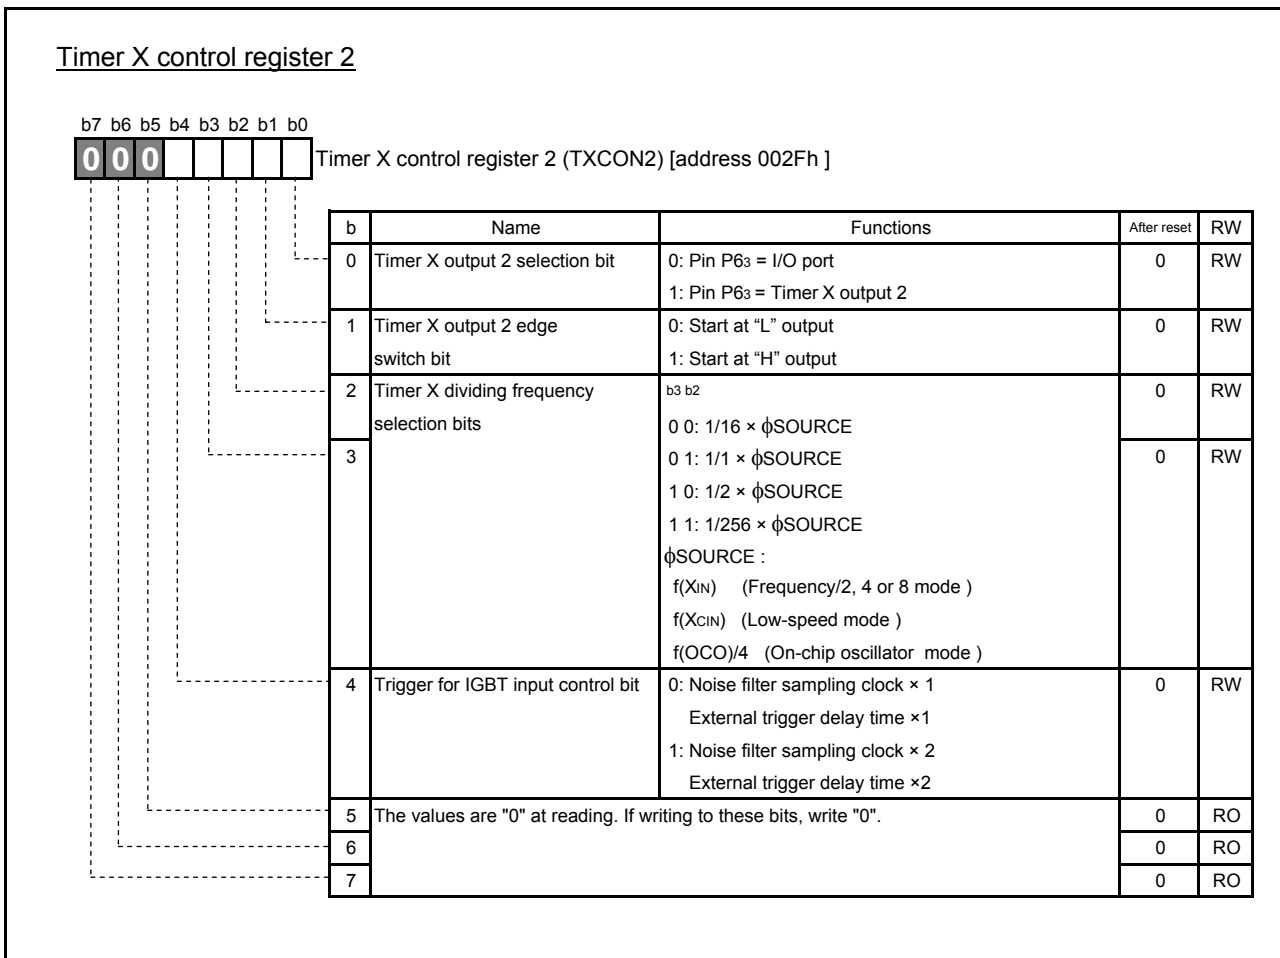 Timer X control register 2
b7 b6 b5 b4 b3 b2 b1 b0
0 0 0 Timer X control register 2 (TXCON2) [address 002Fh ]
b Name Functions After reset RW
0 Timer X output 2 selection bit 0: Pin P63 = I/O port 0 RW
1: Pin P63 = Timer X output 2
1 Timer X output 2 edge 0: Start at “L” output 0 RW
switch bit 1: Start at “H” output
2 Timer X dividing frequency b3 b2 0 RW
selection bits 0 0: 1/16 × ϕSOURCE
3 0 1: 1/1 × ϕSOURCE 0 RW
1 0: 1/2 × ϕSOURCE
1 1: 1/256 × ϕSOURCE
ϕSOURCE :
f(XIN) (Frequency/2, 4 or 8 mode )
f(XCIN) (Low-speed mode )
f(OCO)/4 (On-chip oscillator mode )
4 Trigger for IGBT input control bit 0: Noise filter sampling clock × 1 0 RW
External trigger delay time ×1
1: Noise filter sampling clock × 2
External trigger delay time ×2
5 The values are "0" at reading. If writing to these bits, write "0". 0 RO
6 0 RO
7 0 RO